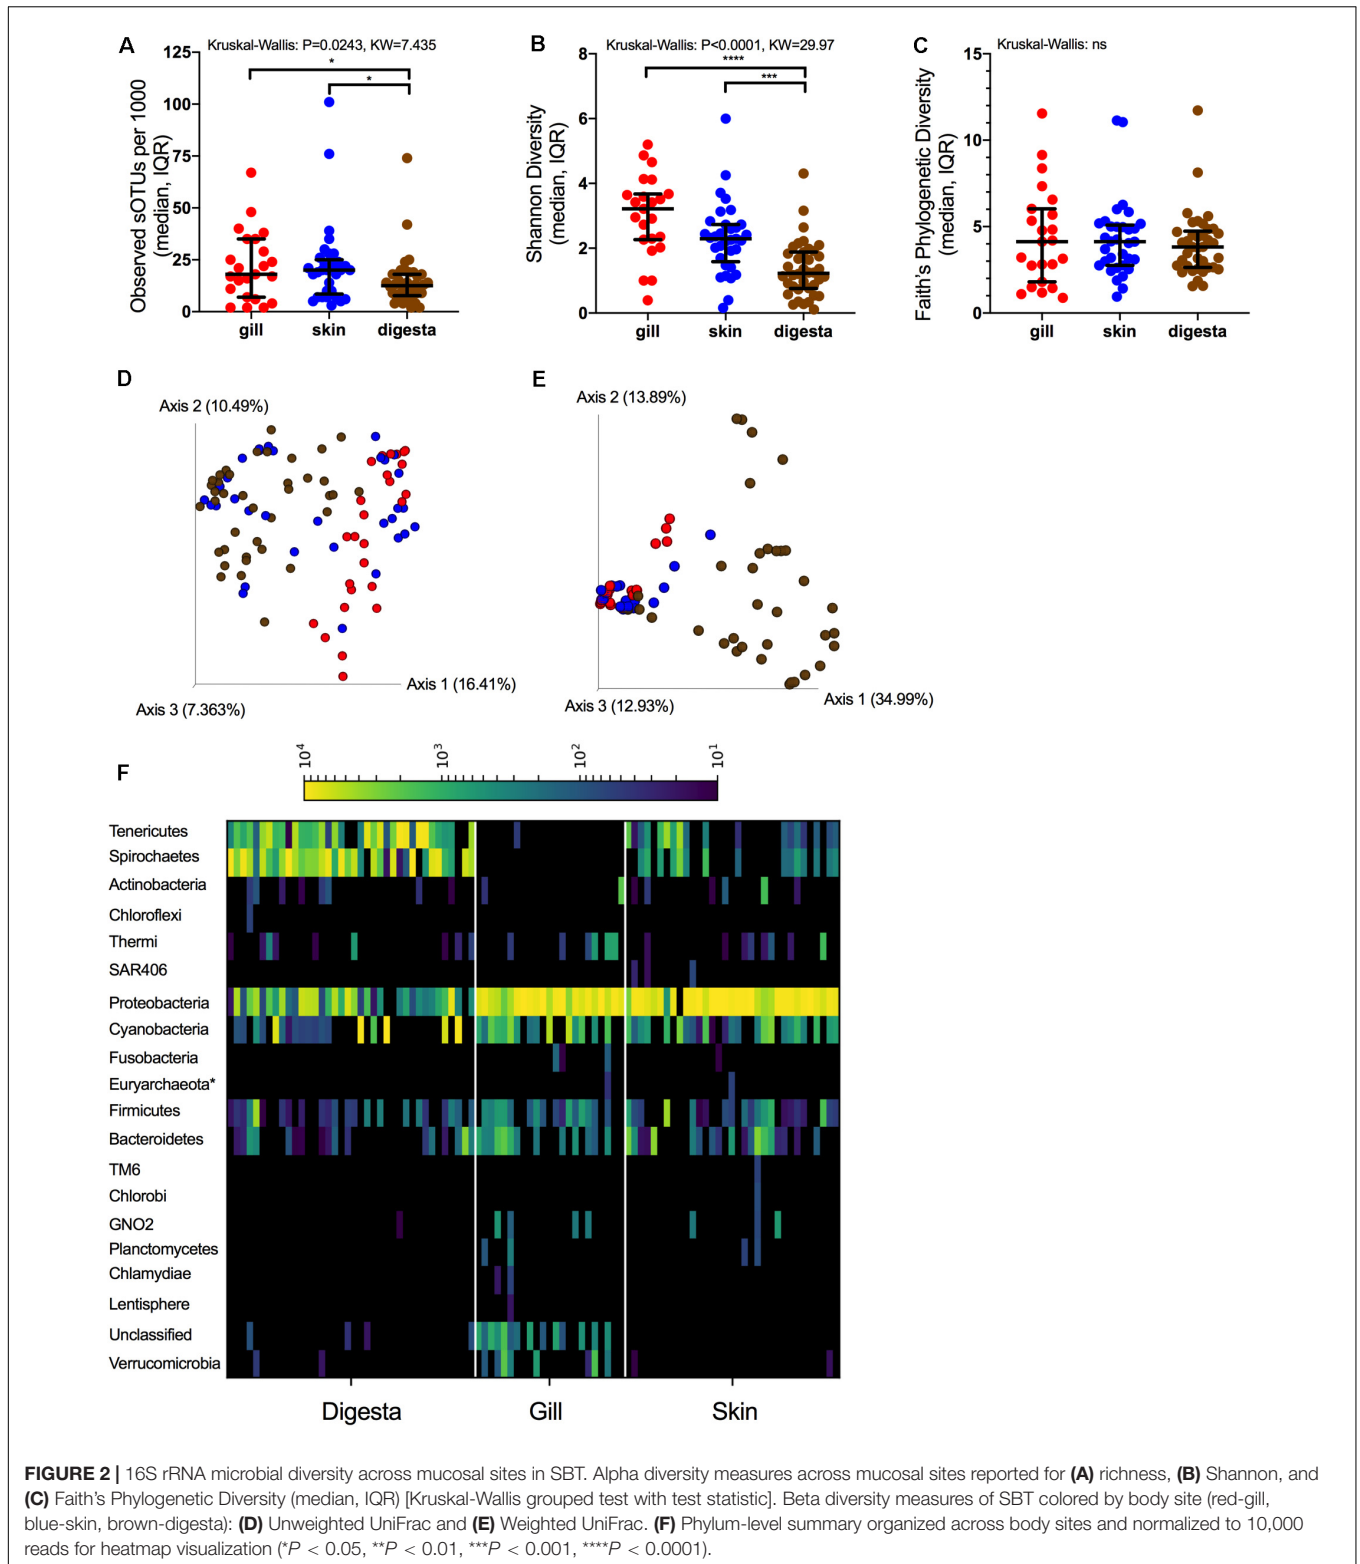 A
Kruskal-Wallis: P=0.0243, KW=7.435
*
*
Observed sOTUs per 1000
(median, IQR)
125
100
75
50
25
0
gill skin digesta
B
Kruskal-Wallis: P<0.0001, KW=29.97
****
***
Shannon Diversity
(median, IQR)
8
6
4
2
0
gill skin digesta
C
Kruskal-Wallis: ns
Faith's Phylogenetic Diversity
(median, IQR)
15
10
5
0
gill skin digesta
D
Axis 2 (10.49%)
Axis 1 (16.41%)
Axis 3 (7.363%)
E
Axis 2 (13.89%)
Axis 1 (34.99%)
Axis 3 (12.93%)
F
10^4 10^3 10^2 10^1
Tenericutes
Spirochaetes
Actinobacteria
Chloroflexi
Thermi
SAR406
Proteobacteria
Cyanobacteria
Fusobacteria
Euryarchaeota*
Firmicutes
Bacteroidetes
TM6
Chlorobi
GNO2
Planctomycetes
Chlamydiae
Lentisphere
Unclassified
Verrucomicrobia
Digesta Gill Skin
FIGURE 2 | 16S rRNA microbial diversity across mucosal sites in SBT. Alpha diversity measures across mucosal sites reported for (A) richness, (B) Shannon, and
(C) Faith's Phylogenetic Diversity (median, IQR) [Kruskal-Wallis grouped test with test statistic]. Beta diversity measures of SBT colored by body site (red-gill,
blue-skin, brown-digesta): (D) Unweighted UniFrac and (E) Weighted UniFrac. (F) Phylum-level summary organized across body sites and normalized to 10,000
reads for heatmap visualization (*P < 0.05, **P < 0.01, ***P < 0.001, ****P < 0.0001).